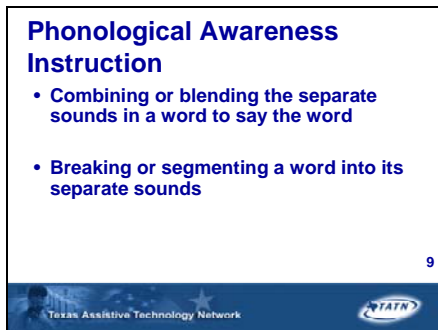 Phonological Awareness
Instruction
• Combining or blending the separate
sounds in a word to say the word
• Breaking or segmenting a word into its
separate sounds
9
Texas Assistive Technology Network
TATN